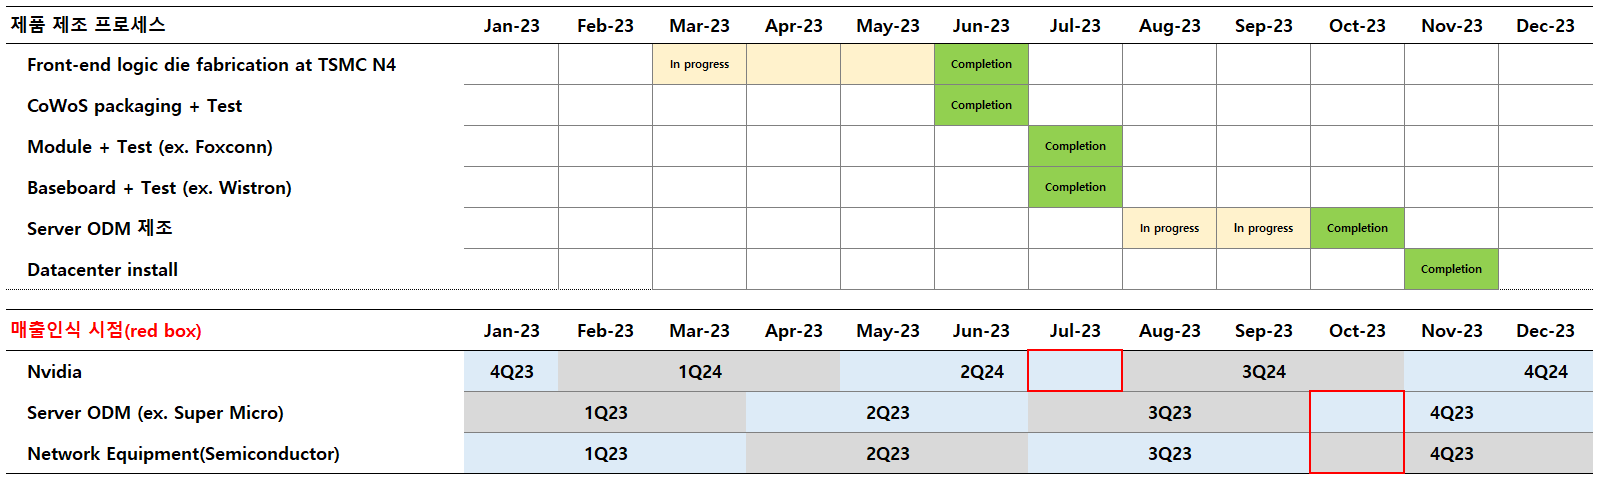 제품 제조 프로세스 Jan-23 Feb-23 Mar-23 Apr-23 May-23 Jun-23 Jul-23 Aug-23 Sep-23 Oct-23 Nov-23 Dec-23
Front-end logic die fabrication at TSMC N4 In progress Completion
CoWoS packaging + Test Completion
Module + Test (ex. Foxconn) Completion
Baseboard + Test (ex. Wistron) Completion
Server ODM 제조 In progress In progress Completion
Datacenter install Completion
매출인식 시점(red box) Jan-23 Feb-23 Mar-23 Apr-23 May-23 Jun-23 Jul-23 Aug-23 Sep-23 Oct-23 Nov-23 Dec-23
Nvidia 4Q23 1Q24 2Q24 3Q24 4Q24
Server ODM (ex. Super Micro) 1Q23 2Q23 3Q23 4Q23
Network Equipment(Semiconductor) 1Q23 2Q23 3Q23 4Q23